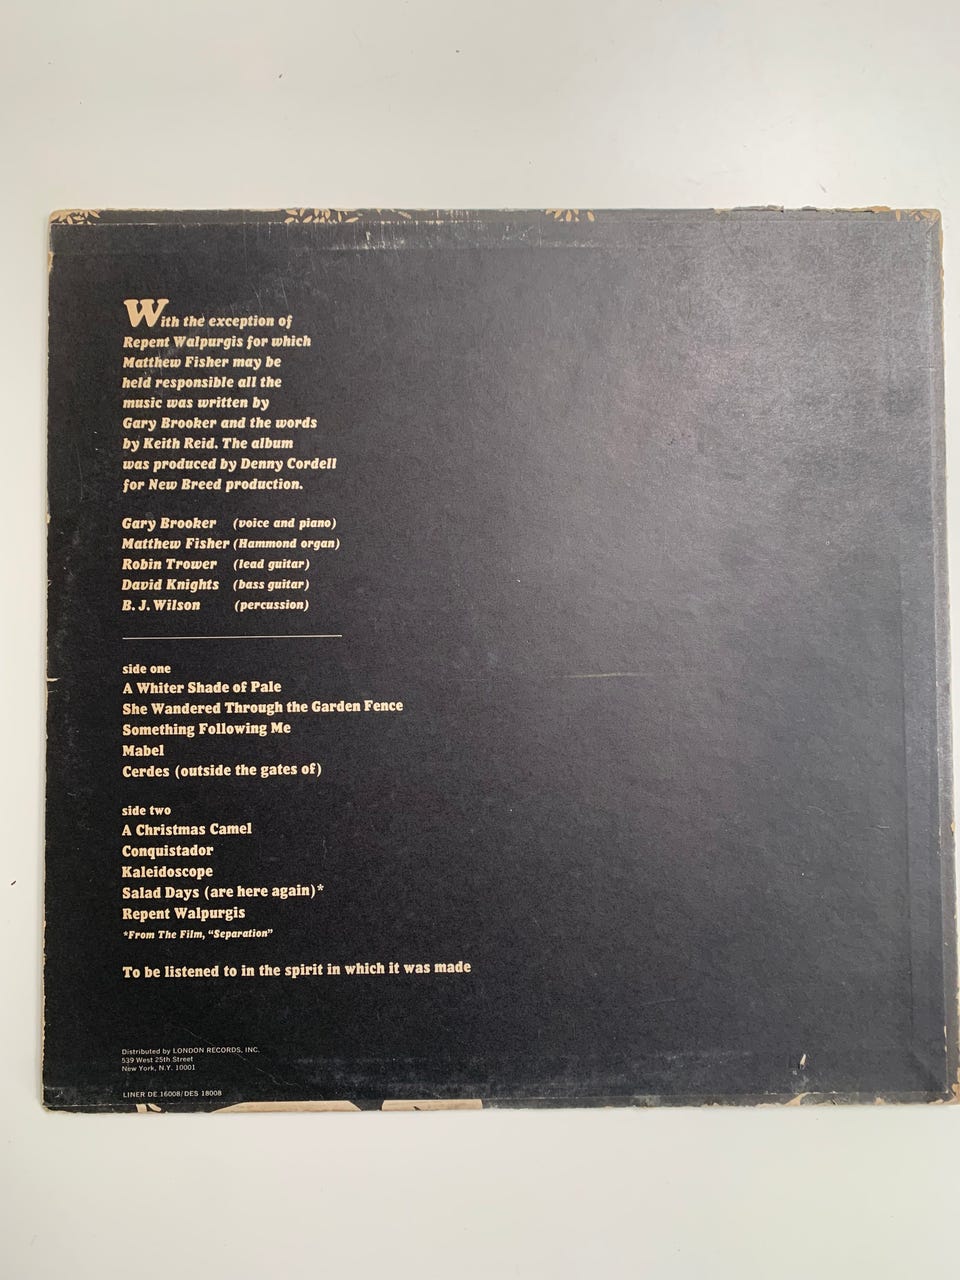 With the exception of
Repent Walpurgis for which
Matthew Fisher may be
held responsible all the
music was written by
Gary Brooker and the words
by Keith Reid. The album
was produced by Denny Cordell
for New Breed production.
Gary Brooker (voice and piano)
Matthew Fisher (Hammond organ)
Robin Trower (lead guitar)
David Knights (bass guitar)
B. J. Wilson (percussion)
side one
A Whiter Shade of Pale
She Wandered Through the Garden Fence
Something Following Me
Mabel
Cerdes (outside the gates of)
side two
A Christmas Camel
Conquistador
Kaleidoscope
Salad Days (are here again)*
Repent Walpurgis
*From The Film, "Separation"
To be listened to in the spirit in which it was made
Distributed by LONDON RECORDS, INC.
539 West 25th Street
New York, N.Y. 10001
LINER DE 16008/DES 18008